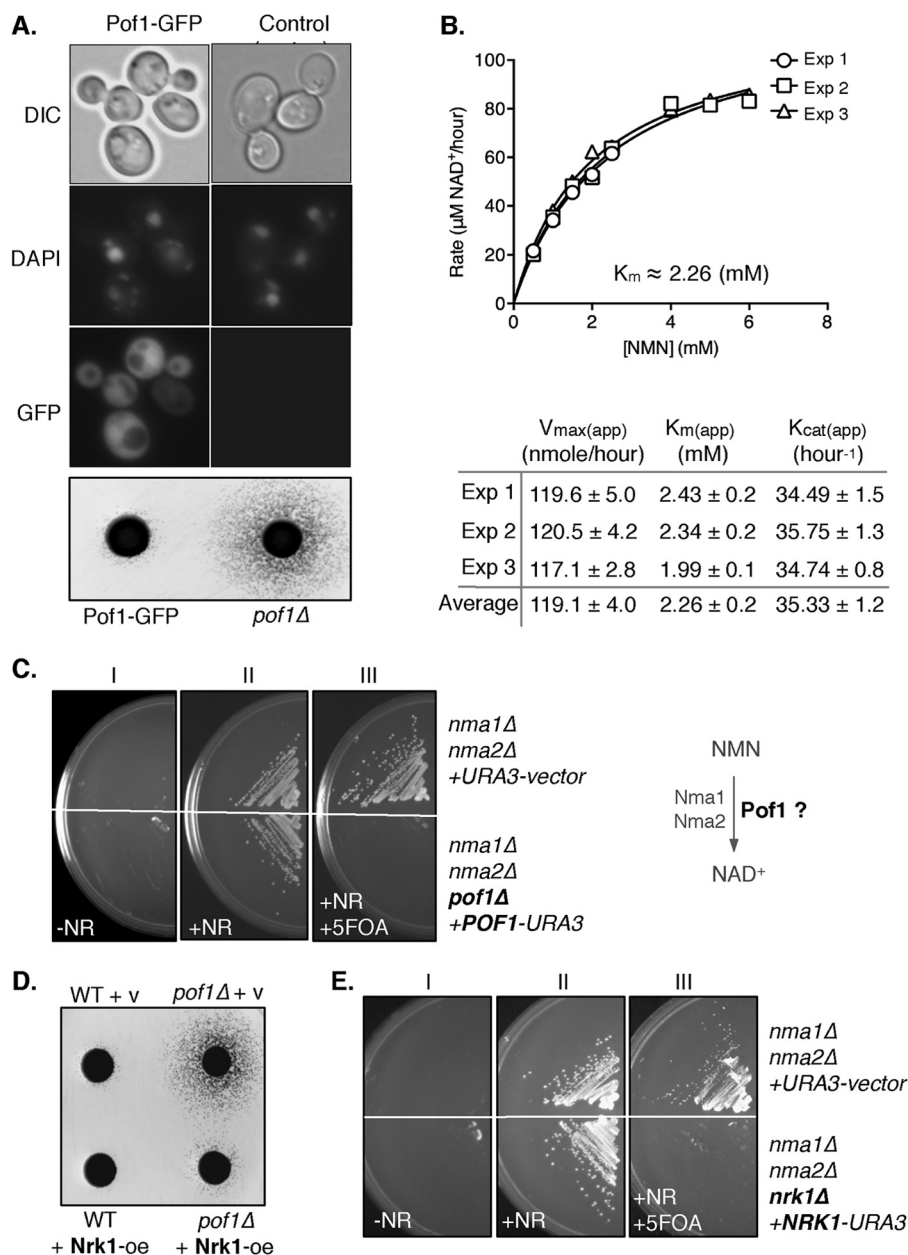 A.
Pof1-GFP Control
DIC
DAPI
GFP
Pof1-GFP pof1Δ
B.
Rate (µM NAD⁺/hour)
100
80
60
40
20
0
0 2 4 6 8
[NMN] (mM)
Exp 1
Exp 2
Exp 3
Km ≈ 2.26 (mM)
Vmax(app) Km(app) Kcat(app)
(nmole/hour) (mM) (hour-1)
Exp 1 119.6 ± 5.0 2.43 ± 0.2 34.49 ± 1.5
Exp 2 120.5 ± 4.2 2.34 ± 0.2 35.75 ± 1.3
Exp 3 117.1 ± 2.8 1.99 ± 0.1 34.74 ± 0.8
Average 119.1 ± 4.0 2.26 ± 0.2 35.33 ± 1.2
C.
I II III
-NR
+NR
+NR
+5FOA
nma1Δ
nma2Δ
+URA3-vector
nma1Δ
nma2Δ
pof1Δ
+POF1-URA3
NMN
Nma1
Nma2
Pof1 ?
NAD⁺
D.
WT + v pof1Δ + v
WT pof1Δ
+ Nrk1-oe + Nrk1-oe
E.
I II III
-NR
+NR
+NR
+5FOA
nma1Δ
nma2Δ
+URA3-vector
nma1Δ
nma2Δ
nrk1Δ
+NRK1-URA3